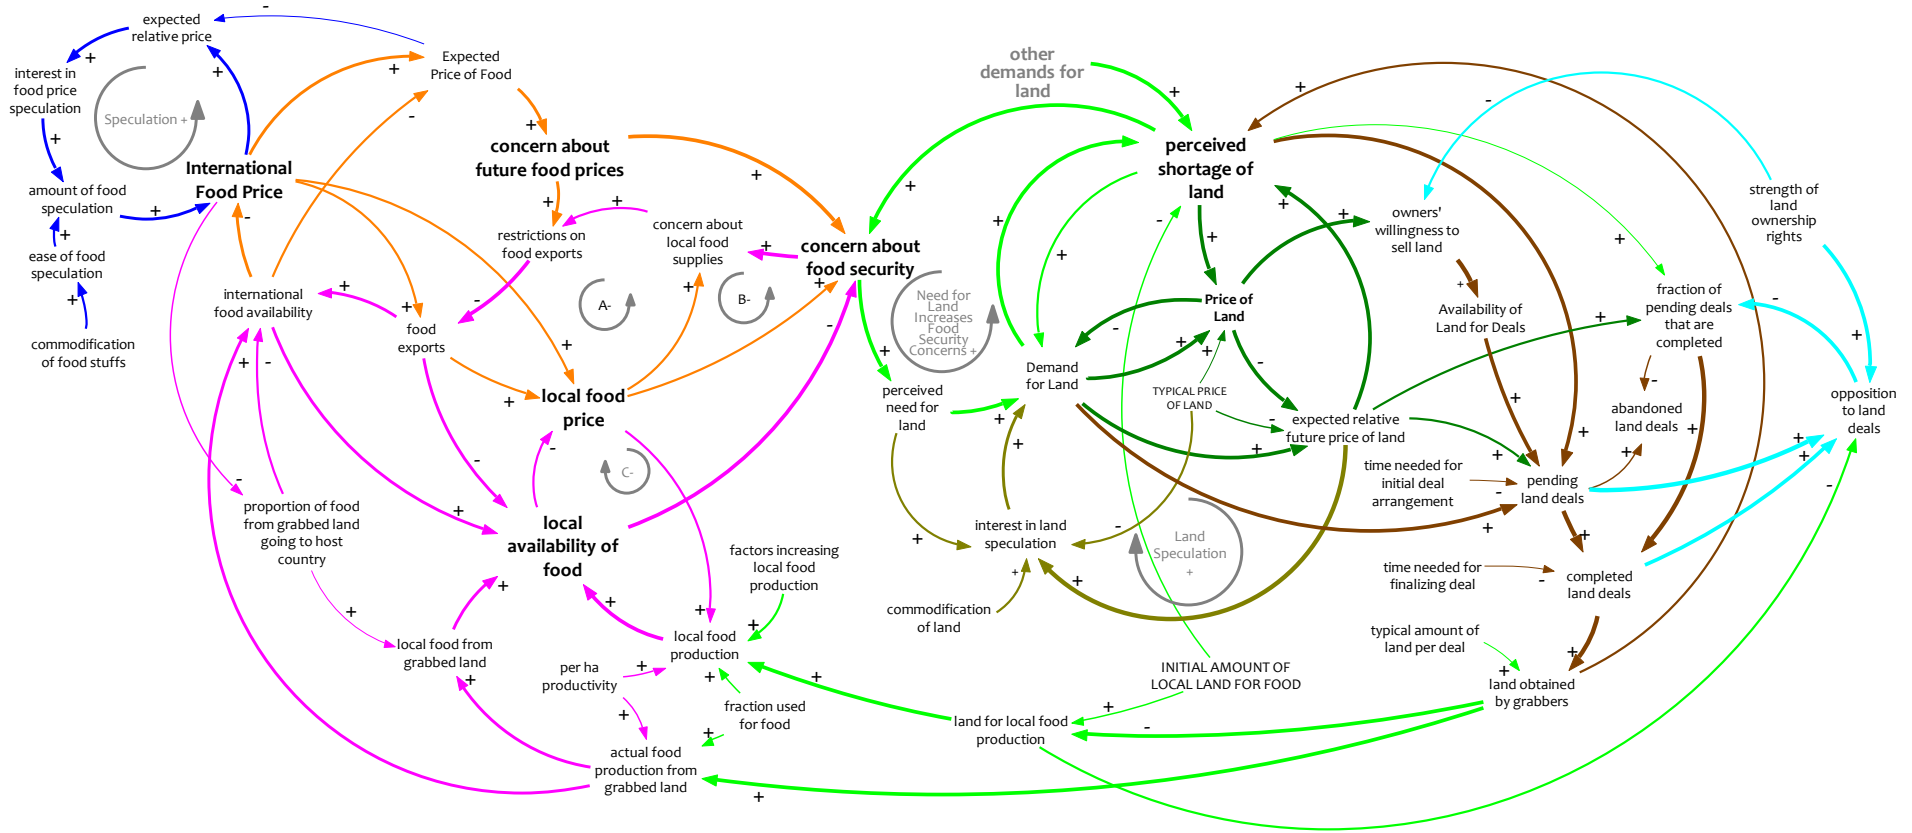 expected
relative price
interest in
food price
speculation
Speculation +
amount of food
speculation
ease of food
speculation
commodification
of food stuffs
International
Food Price
Expected
Price of Food
concern about
future food prices
restrictions on
food exports
concern about
local food
supplies
concern about
food security
international
food availability
food
exports
A-
B-
C-
local food
price
local
availability of
food
proportion of food
from grabbed land
going to host
country
local food from
grabbed land
factors increasing
local food
production
local food
production
per ha
productivity
fraction used
for food
actual food
production from
grabbed land
other
demands for
land
perceived
shortage of
land
Need for
Land
Increases
Food
Security
Concerns +
Demand
for Land
perceived
need for
land
Price of
Land
TYPICAL PRICE
OF LAND
expected relative
future price of land
interest in land
speculation
commodification
of land
Land
Speculation
+
INITIAL AMOUNT OF
LOCAL LAND FOR FOOD
land for local food
production
owners'
willingness to
sell land
Availability of
Land for Deals
strength of
land
ownership
rights
fraction of
pending deals
that are
completed
abandoned
land deals
opposition
to land
deals
time needed for
initial deal
arrangement
pending
land deals
time needed for
finalizing deal
completed
land deals
typical amount of
land per deal
land obtained
by grabbers